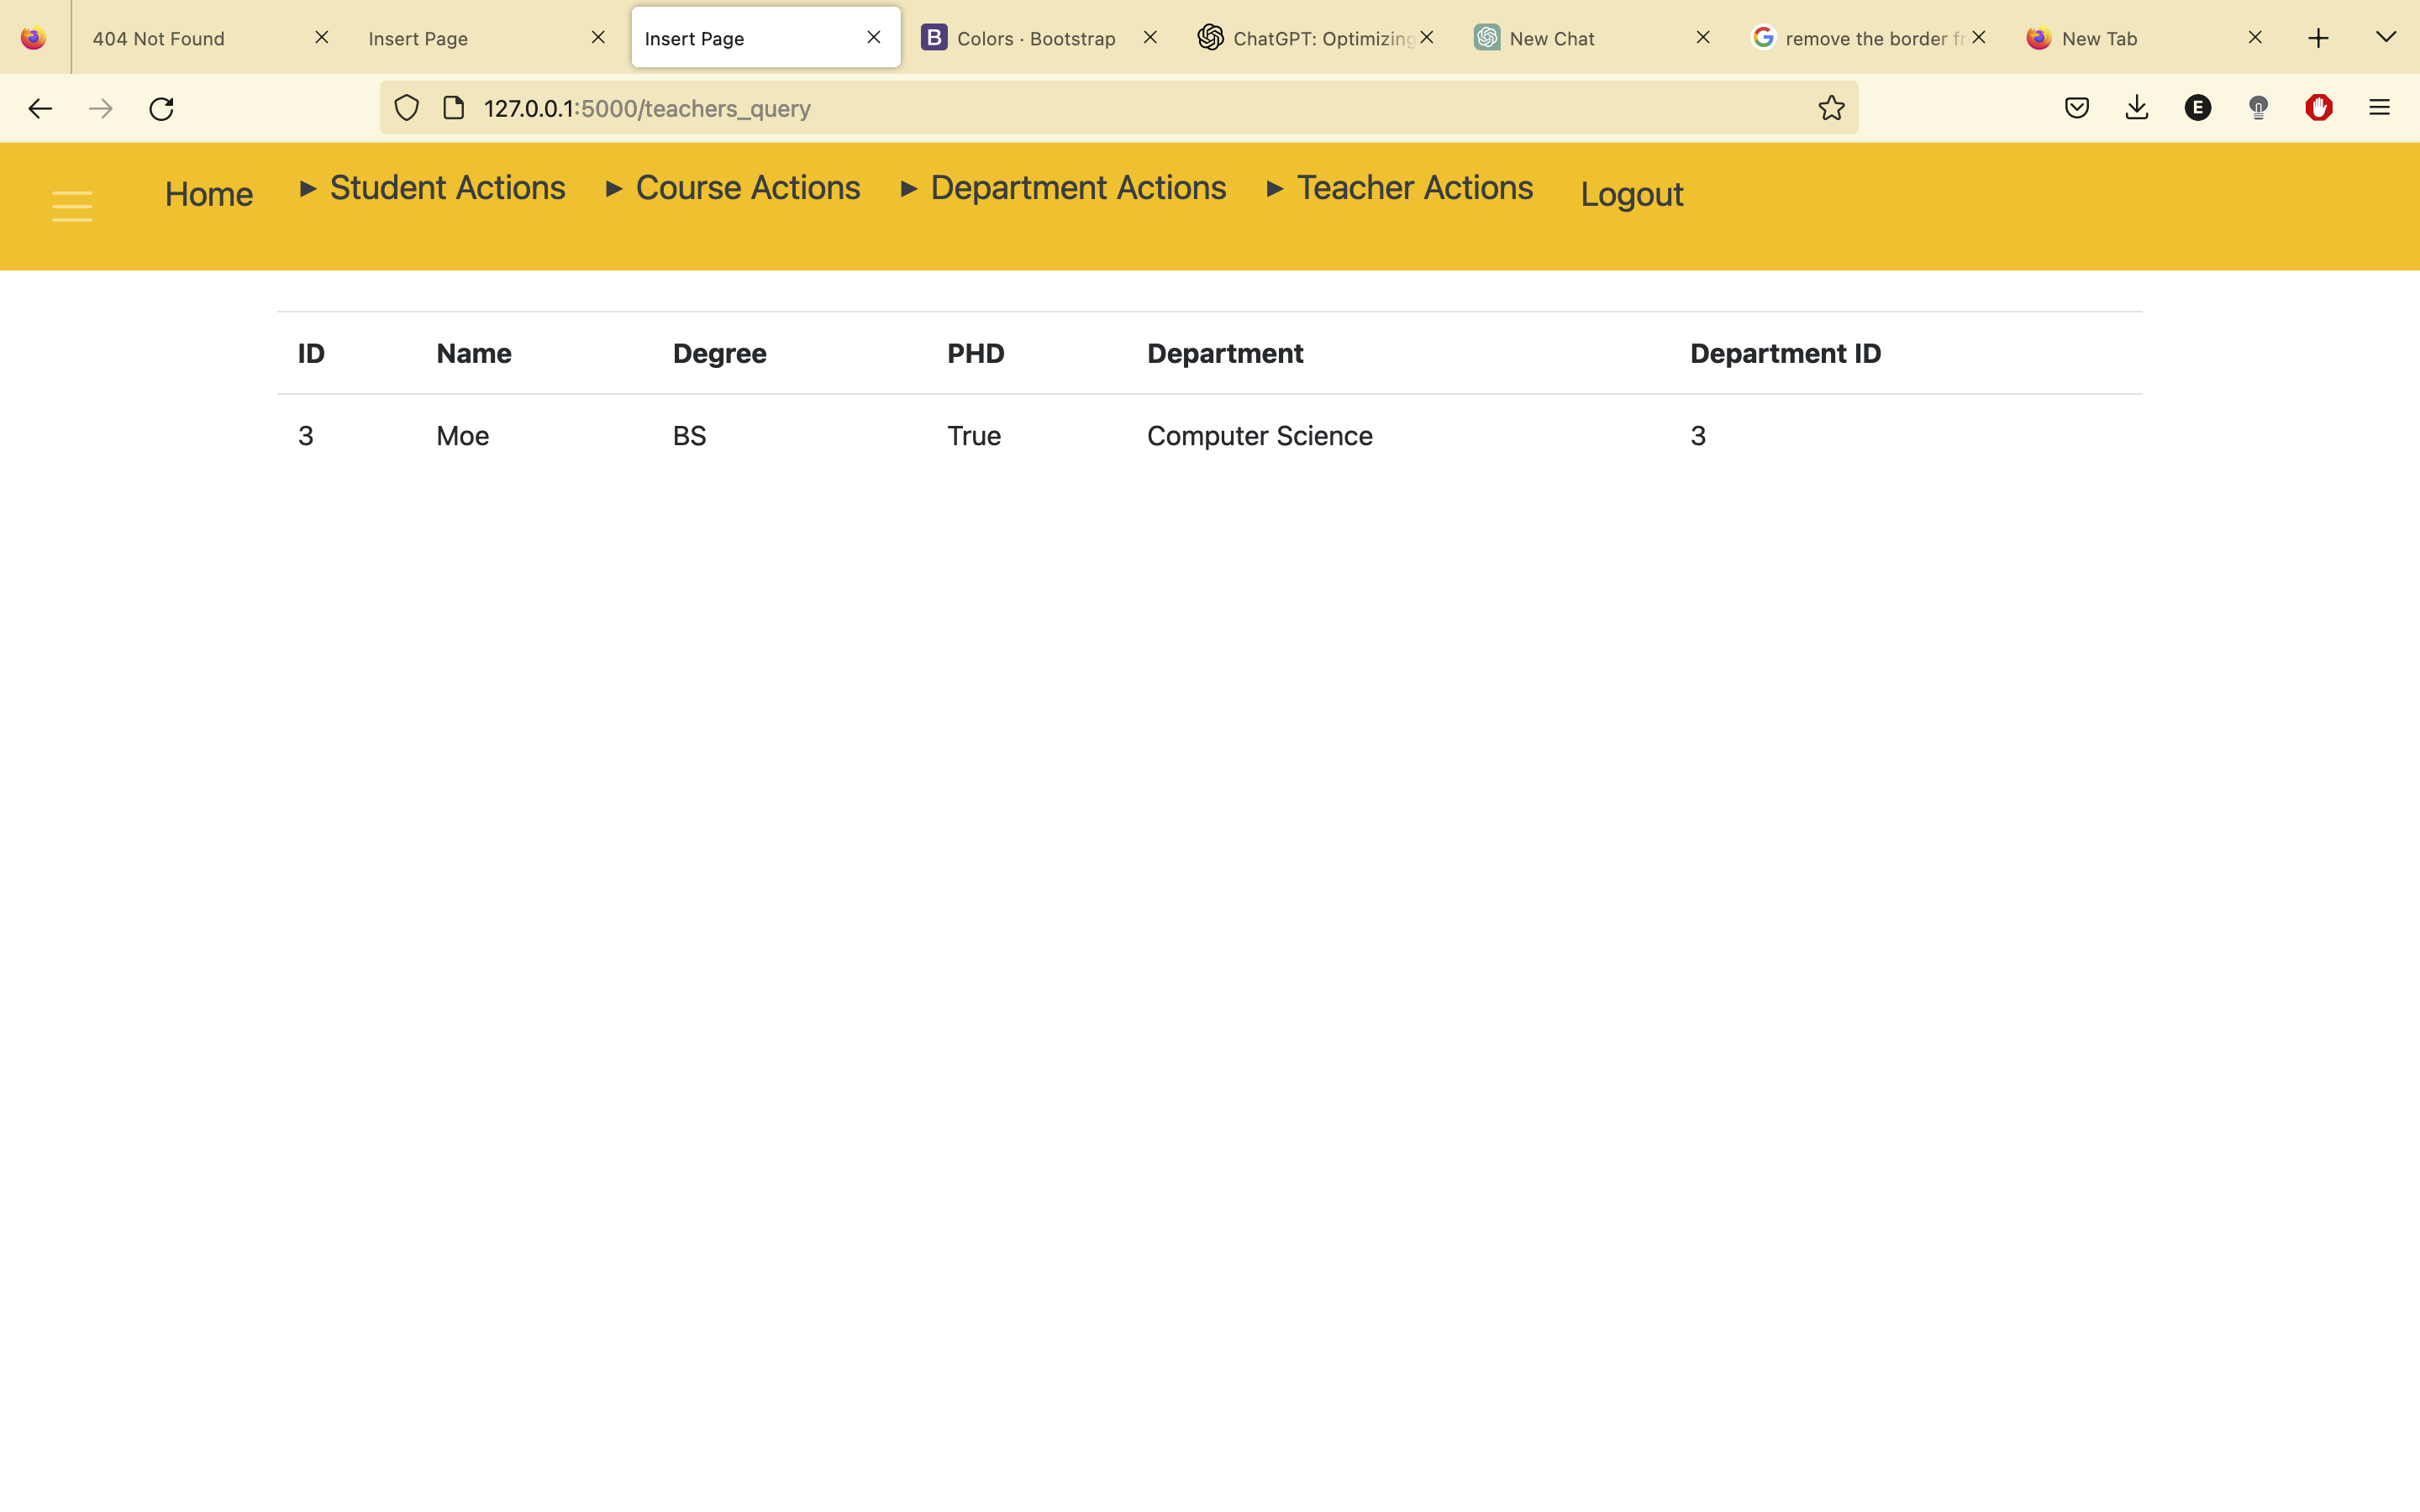 404 Not Found
Insert Page
Insert Page
B Colors · Bootstrap
ChatGPT: Optimizing
New Chat
G remove the border fr
New Tab
127.0.0.1:5000/teachers_query
E
Home Student Actions Course Actions Department Actions Teacher Actions Logout
ID Name Degree PHD Department Department ID
3 Moe BS True Computer Science 3